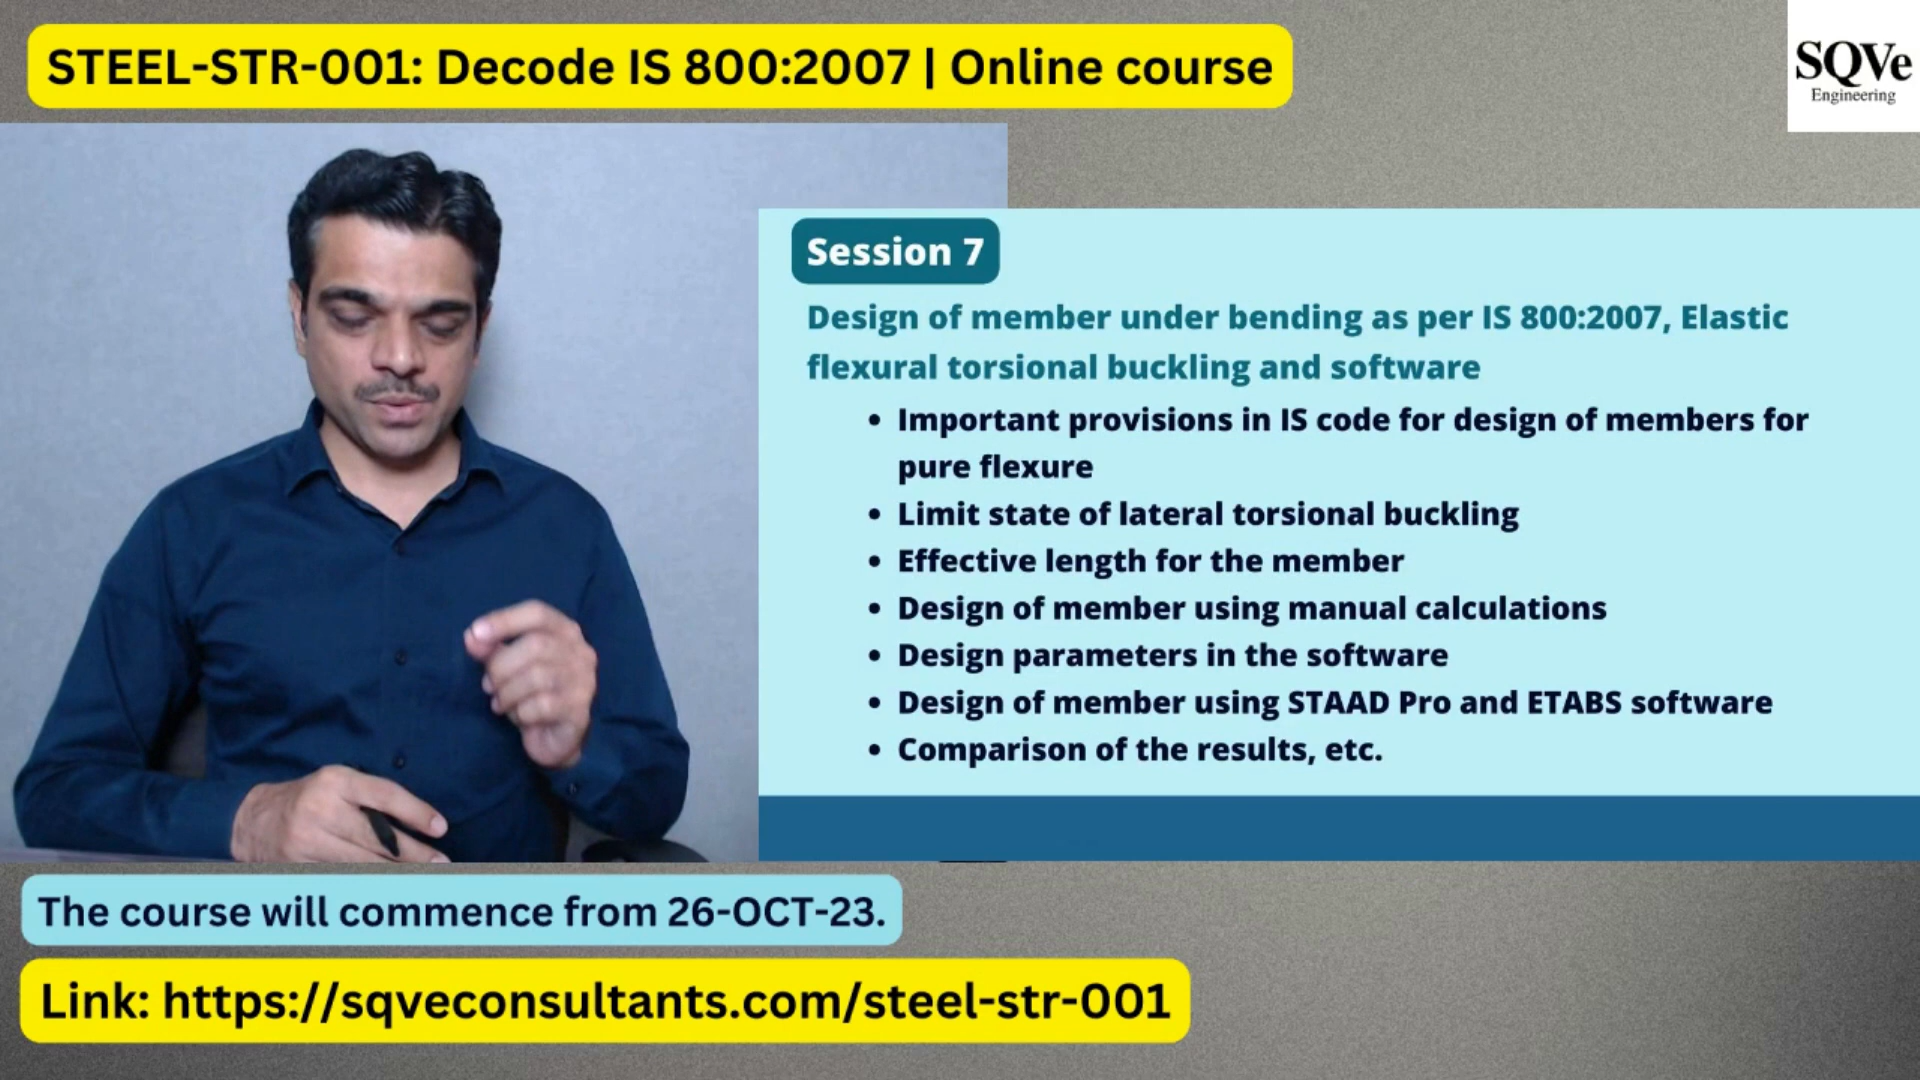 STEEL-STR-001: Decode IS 800:2007 | Online course
SQVe
Engineering
Session 7
Design of member under bending as per IS 800:2007, Elastic
flexural torsional buckling and software
• Important provisions in IS code for design of members for
pure flexure
• Limit state of lateral torsional buckling
• Effective length for the member
• Design of member using manual calculations
• Design parameters in the software
• Design of member using STAAD Pro and ETABS software
• Comparison of the results, etc.
The course will commence from 26-OCT-23.
Link: https://sqveconsultants.com/steel-str-001